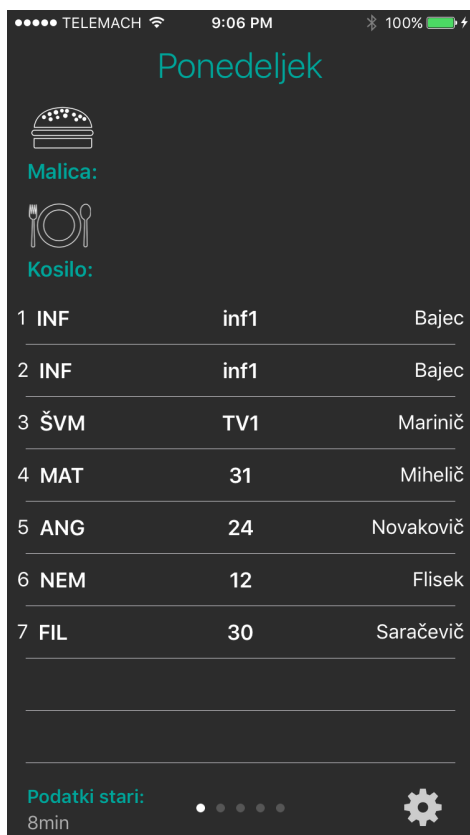 TELEMACH 9:06 PM 100%
Ponedeljek
Malica:
Kosilo:
1 INF inf1 Bajec
2 INF inf1 Bajec
3 ŠVM TV1 Marinič
4 MAT 31 Mihelič
5 ANG 24 Novakovič
6 NEM 12 Flisek
7 FIL 30 Saračevič
Podatki stari:
8min